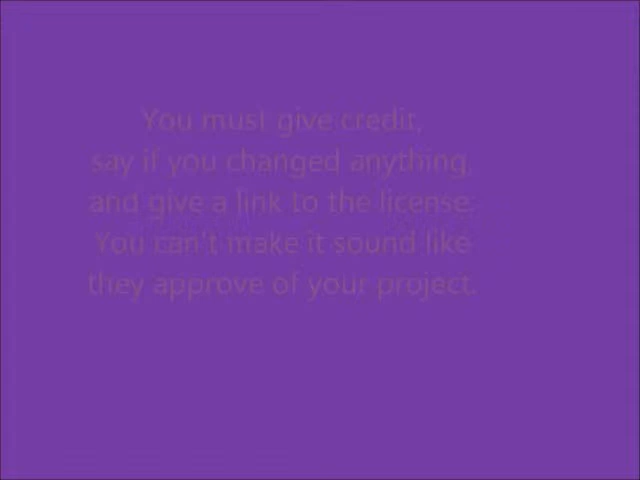 You must give credit,
say if you changed anything,
and give a link to the license.
You can't make it sound like
they approve of your project.